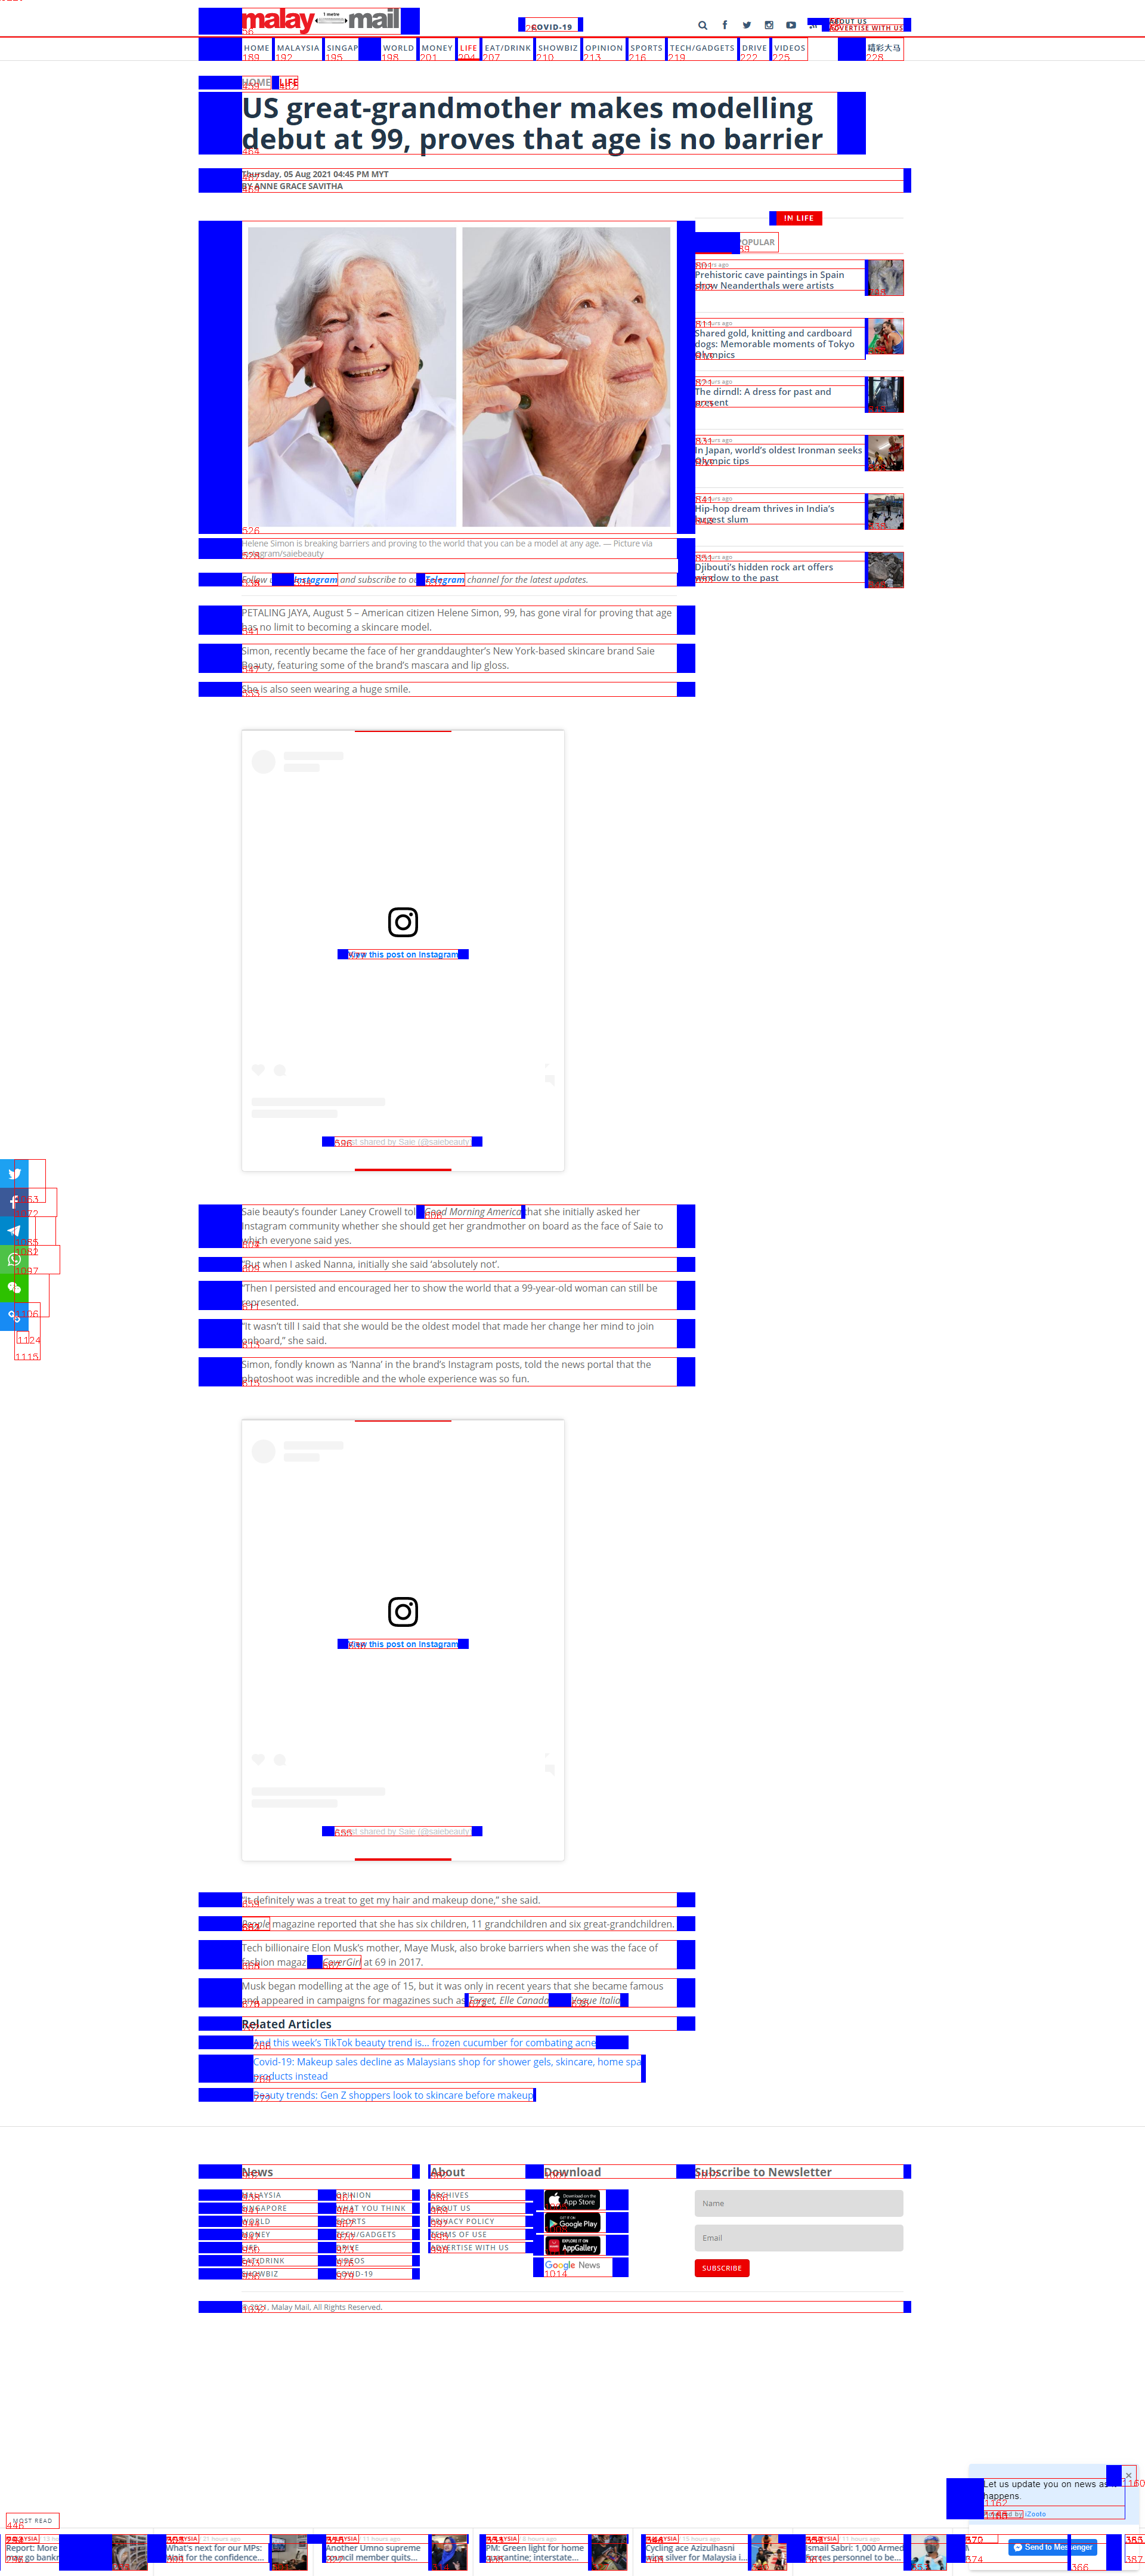 malaymail
1 metre
COVID-19
ABOUT US
ADVERTISE WITH US
HOME MALAYSIA SINGAP WORLD MONEY LIFE EAT/DRINK SHOWBIZ OPINION SPORTS TECH/GADGETS DRIVE VIDEOS 精彩大马
HOME LIFE
US great-grandmother makes modelling
debut at 99, proves that age is no barrier
Thursday, 05 Aug 2021 04:45 PM MYT
BY ANNE GRACE SAVITHA
Helene Simon is breaking barriers and proving to the world that you can be a model at any age. — Picture via
Follow and subscribe to Telegram channel for the latest updates.
PETALING JAYA, August 5 – American citizen Helene Simon, 99, has gone viral for proving that age
has no limit to becoming a skincare model.
Simon, recently became the face of her granddaughter's New York-based skincare brand Saie
Beauty, featuring some of the brand's mascara and lip gloss.
She is also seen wearing a huge smile.
View this post on Instagram
shared by Saie (@saiebeauty
Saie beauty's founder Laney Crowell Good Morning America that she initially asked her
Instagram community whether she should get her grandmother on board as the face of Saie to
which everyone said yes.
"But when I asked Nanna, initially she said 'absolutely not'.
"Then I persisted and encouraged her to show the world that a 99-year-old woman can still be
represented.
"It wasn't till I said that she would be the oldest model that made her change her mind to join
onboard," she said.
Simon, fondly known as 'Nanna' in the brand's Instagram posts, told the news portal that the
photoshoot was incredible and the whole experience was so fun.
View this post on Instagram
shared by Saie (@saiebeauty
"It definitely was a treat to get my hair and makeup done," she said.
People magazine reported that she has six children, 11 grandchildren and six great-grandchildren.
Tech billionaire Elon Musk's mother, Maye Musk, also broke barriers when she was the face of
fashion CoverGirl at 69 in 2017.
Musk began modelling at the age of 15, but it was only in recent years that she became famous
and appeared in campaigns for magazines such as Target, Elle Canada Vogue Italia
Related Articles
And this week's TikTok beauty trend is... frozen cucumber for combating acne
Covid-19: Makeup sales decline as Malaysians shop for shower gels, skincare, home spa
products instead
Beauty trends: Gen Z shoppers look to skincare before makeup
IN LIFE
POPULAR
Prehistoric cave paintings in Spain
show Neanderthals were artists
Shared gold, knitting and cardboard
dogs: Memorable moments of Tokyo
Olympics
The dirndl: A dress for past and
present
In Japan, world's oldest Ironman seeks
Olympic tips
Hip-hop dream thrives in India's
largest slum
Djibouti's hidden rock art offers
window to the past
News
MALAYSIA OPINION
SINGAPORE WHAT YOU THINK
WORLD SPORTS
MONEY TECH/GADGETS
LIFE DRIVE
EAT/DRINK VIDEOS
SHOWBIZ COVID-19
About
ARCHIVES
ABOUT US
PRIVACY POLICY
TERMS OF USE
ADVERTISE WITH US
Download
Download on the
App Store
GET IT ON
Google Play
EXPLORE IT ON
AppGallery
Google News
Subscribe to Newsletter
Name
Email
SUBSCRIBE
© 2021, Malay Mail, All Rights Reserved.
Let us update you on news as it
happens.
by iZooto
Send to Messenger
MOST READ
Report: More
may go bankr
What's next for our MPs:
Wait for the confidence...
Another Umno supreme
council member quits...
PM: Green light for home
quarantine; interstate...
Cycling ace Azizulhasni
wins silver for Malaysia i...
Ismail Sabri: 1,000 Armed
Forces personnel to be...